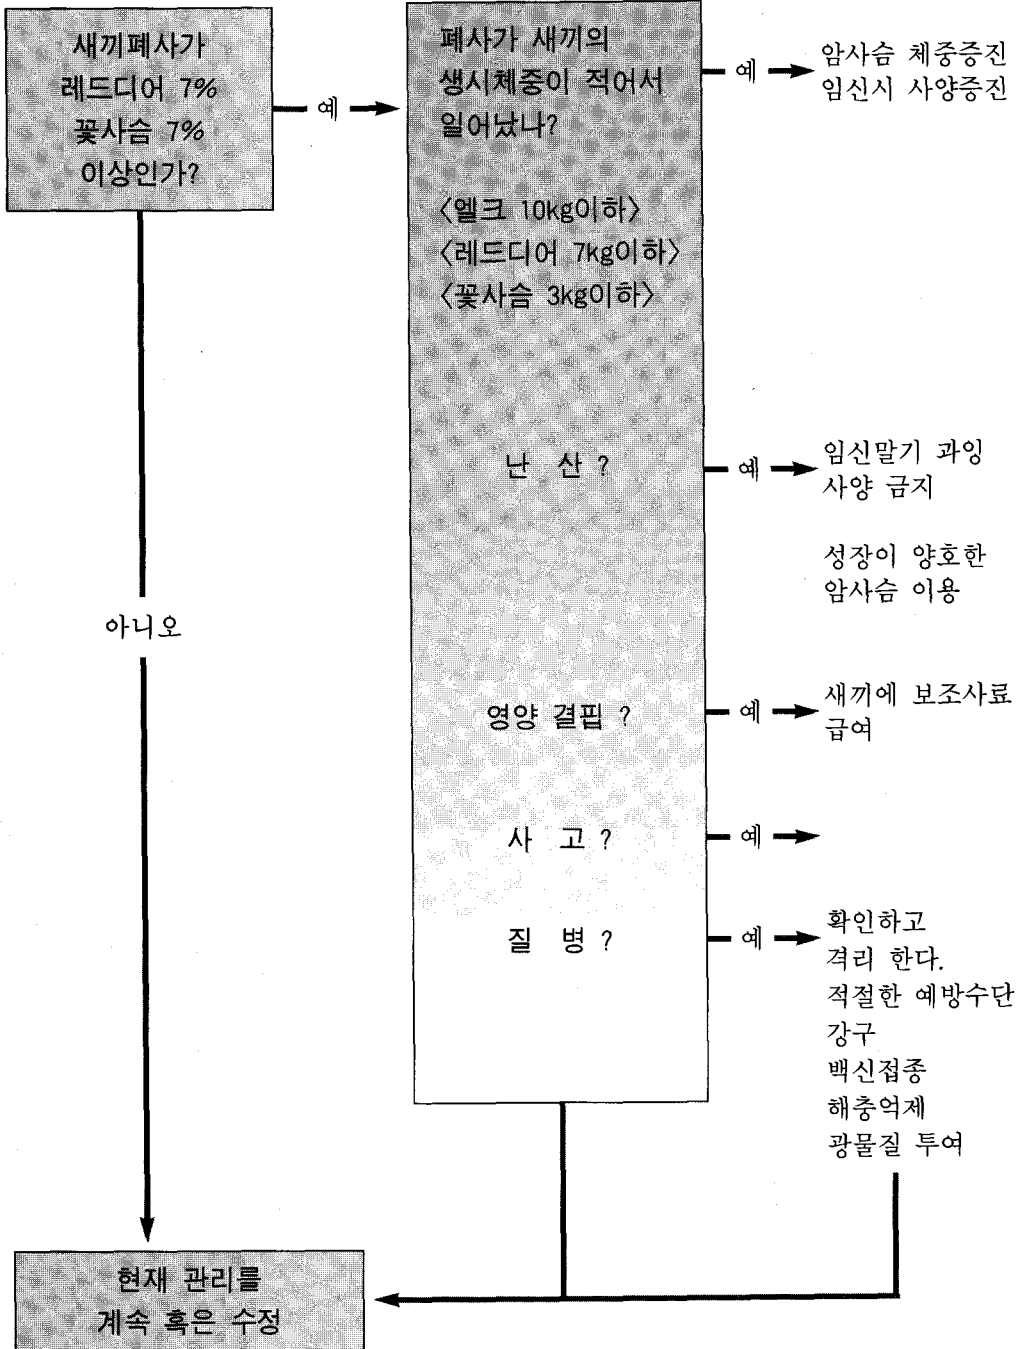 새끼폐사가
레드디어 7%
꽃사슴 7%
이상인가?
예
폐사가 새끼의
생시체중이 적어서
일어났나?
〈엘크 10kg이하〉
〈레드디어 7kg이하〉
〈꽃사슴 3kg이하〉
예
암사슴 체중증진
임신시 사양증진
난 산 ?
예
임신말기 과잉
사양 금지
성장이 양호한
암사슴 이용
아니오
영양 결핍 ?
예
새끼에 보조사료
급여
사 고 ?
예
질 병 ?
예
확인하고
격리 한다.
적절한 예방수단
강구
백신접종
해충억제
광물질 투여
현재 관리를
계속 혹은 수정